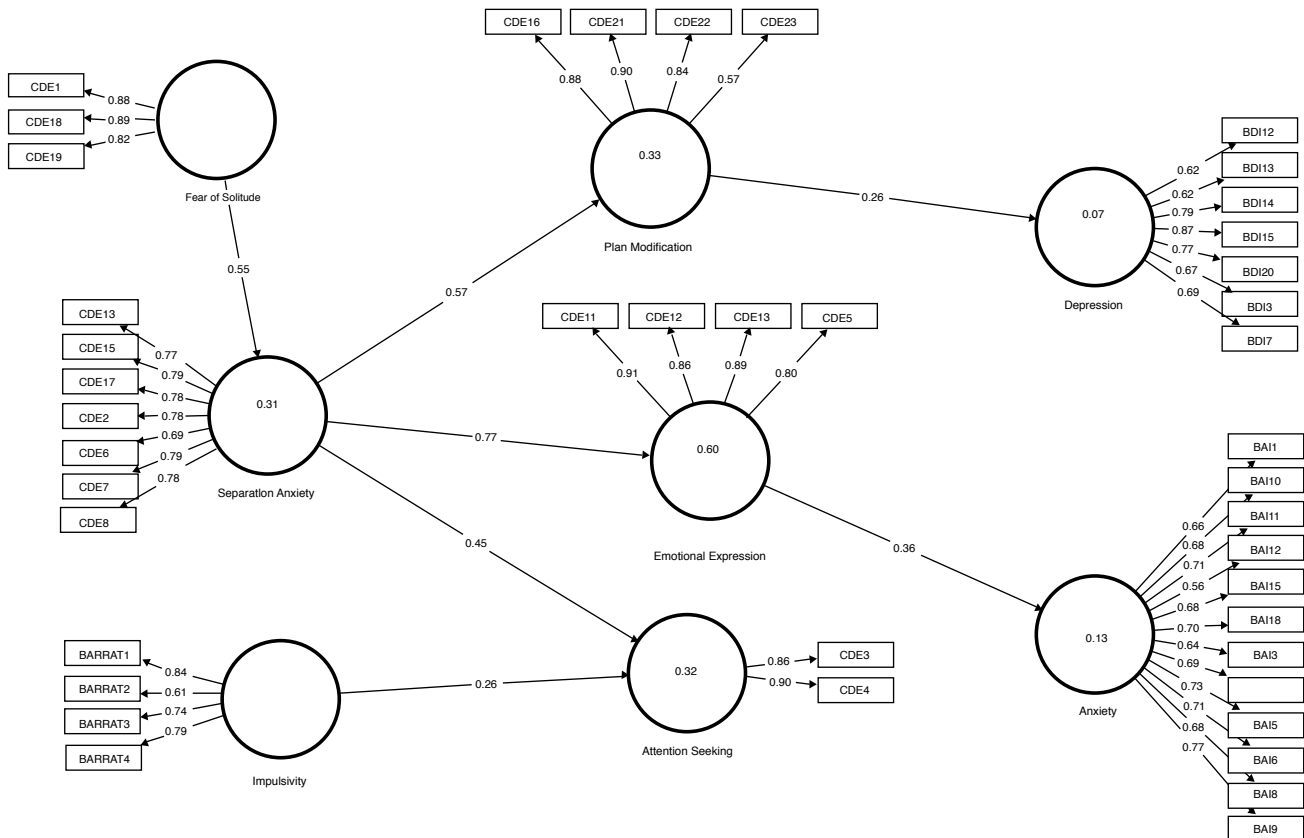 CDE16
CDE21
CDE22
CDE23
0.88
0.90
0.84
0.57
0.33
Plan Modification
CDE1
CDE18
CDE19
0.88
0.89
0.82
Fear of Solitude
0.55
0.57
0.26
BDI12
BDI13
BDI14
BDI15
BDI20
BDI3
BDI7
0.62
0.62
0.79
0.87
0.77
0.67
0.69
0.07
Depression
CDE13
CDE15
CDE17
CDE2
CDE6
CDE7
CDE8
0.77
0.79
0.78
0.78
0.69
0.79
0.78
0.31
Separation Anxiety
0.77
0.45
CDE11
CDE12
CDE13
CDE5
0.91
0.86
0.89
0.80
0.60
Emotional Expression
0.36
BARRAT1
BARRAT2
BARRAT3
BARRAT4
0.84
0.61
0.74
0.79
Impulsivity
0.26
0.32
Attention Seeking
0.86
0.90
CDE3
CDE4
BAI1
BAI10
BAI11
BAI12
BAI15
BAI18
BAI3
BAI5
BAI6
BAI8
BAI9
0.66
0.68
0.71
0.56
0.68
0.70
0.64
0.69
0.73
0.71
0.68
0.77
0.13
Anxiety